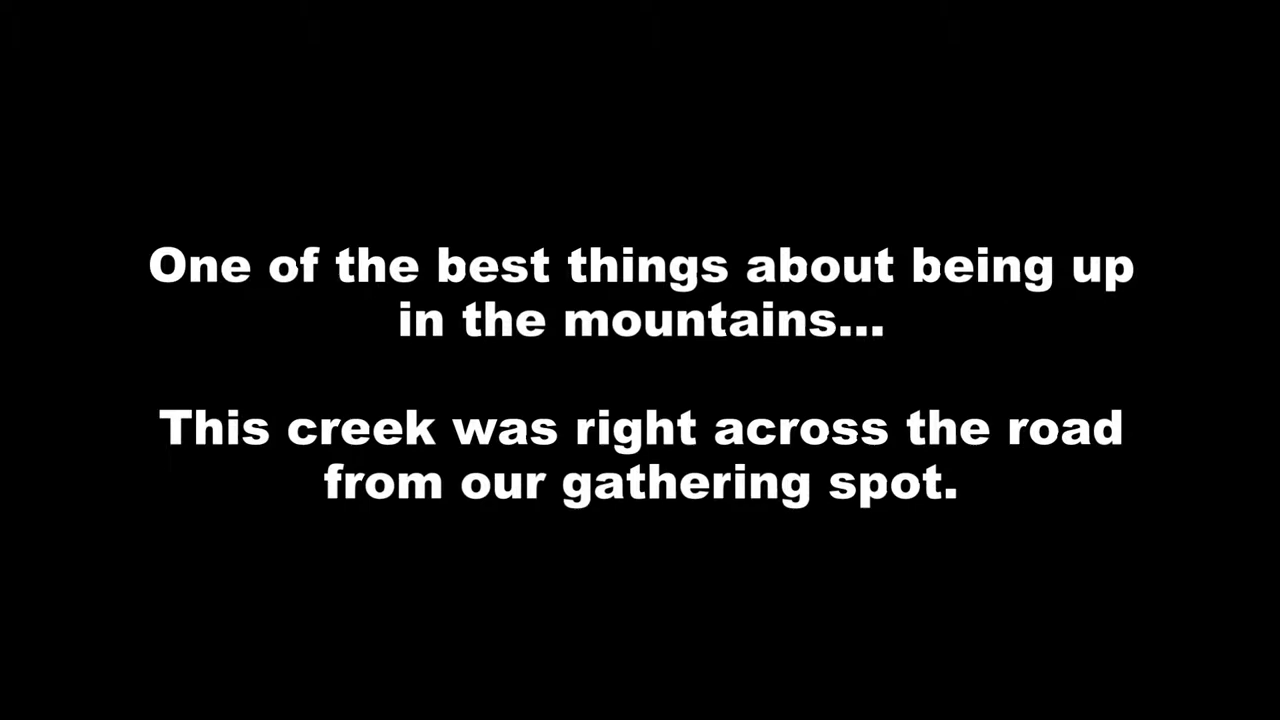 One of the best things about being up
in the mountains...
This creek was right across the road
from our gathering spot.